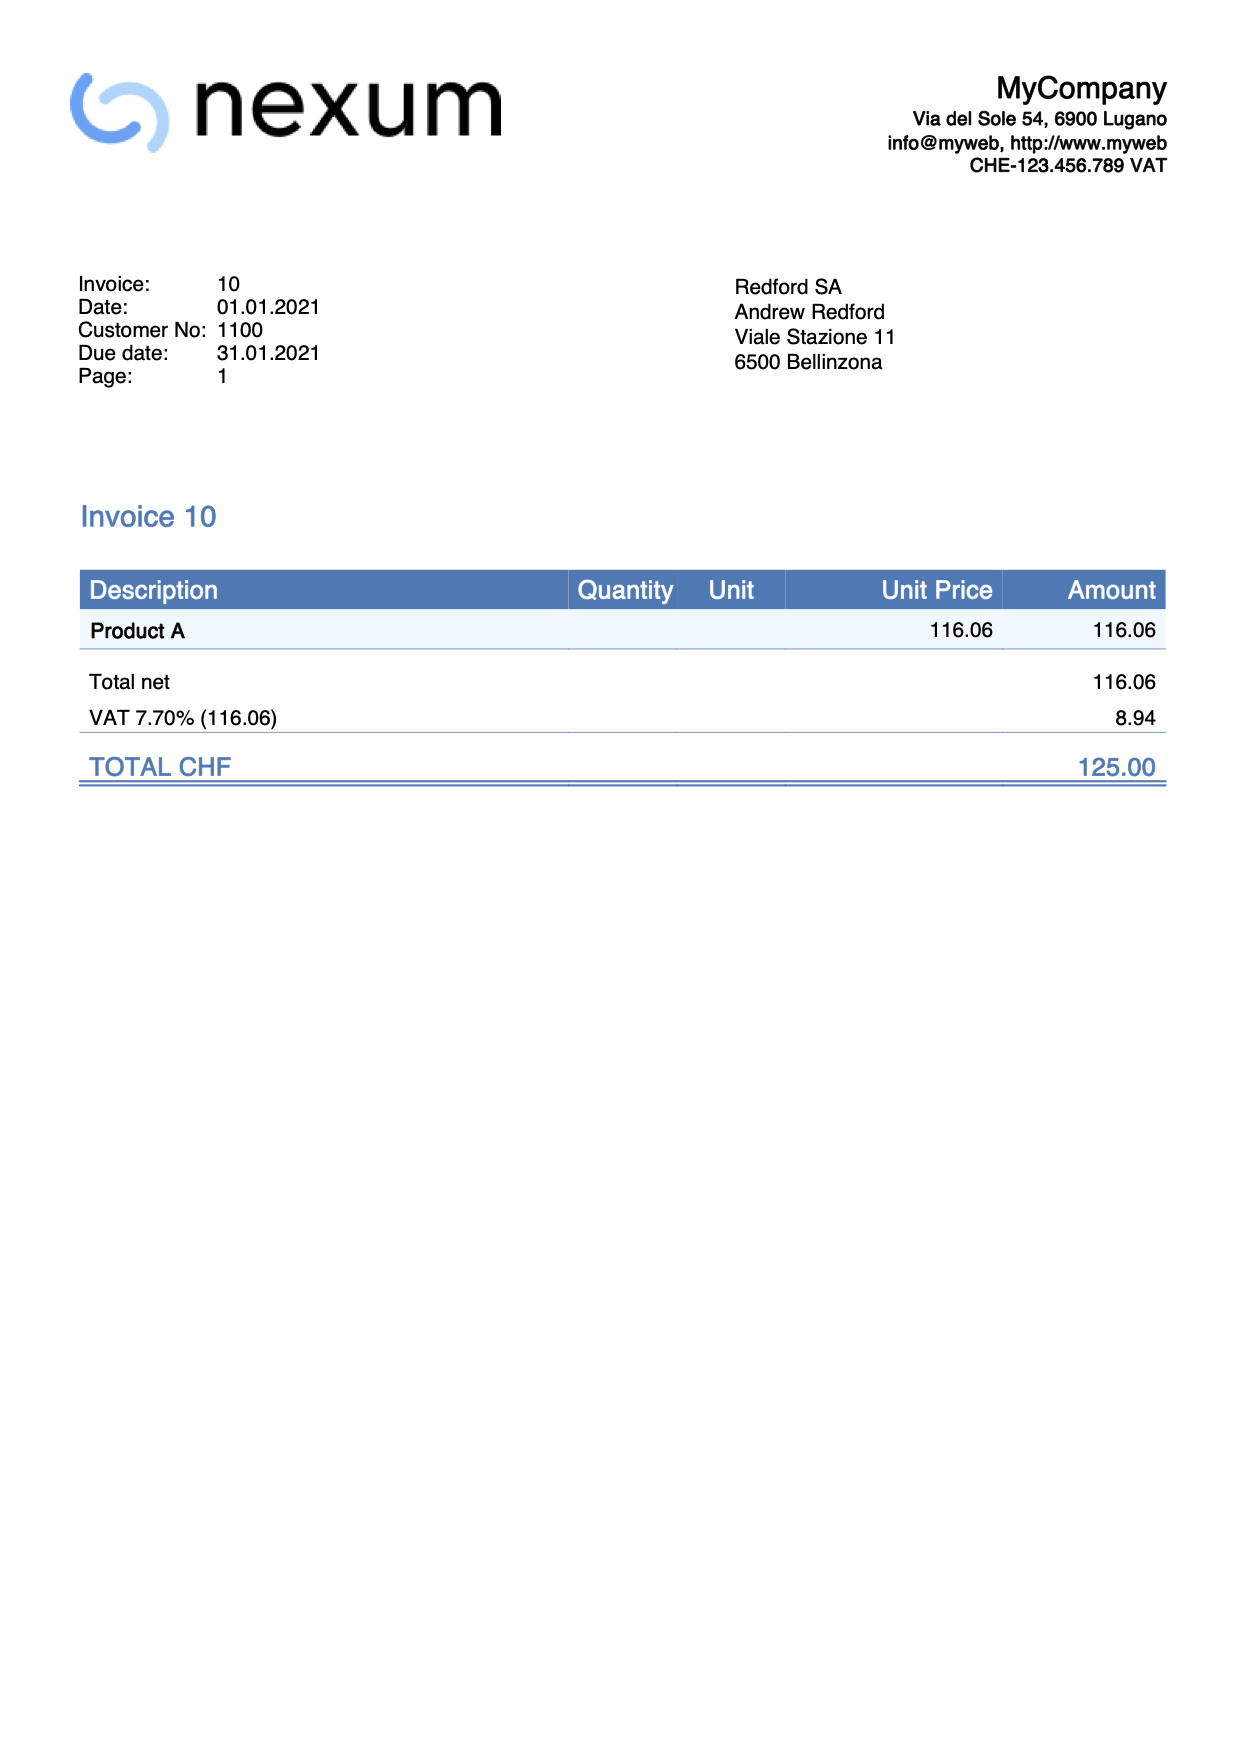 nexum
MyCompany
Via del Sole 54, 6900 Lugano
info@myweb, http://www.myweb
CHE-123.456.789 VAT
Invoice: 10
Date: 01.01.2021
Customer No: 1100
Due date: 31.01.2021
Page: 1
Redford SA
Andrew Redford
Viale Stazione 11
6500 Bellinzona
Invoice 10
Description Quantity Unit Unit Price Amount
Product A 116.06 116.06
Total net 116.06
VAT 7.70% (116.06) 8.94
TOTAL CHF 125.00